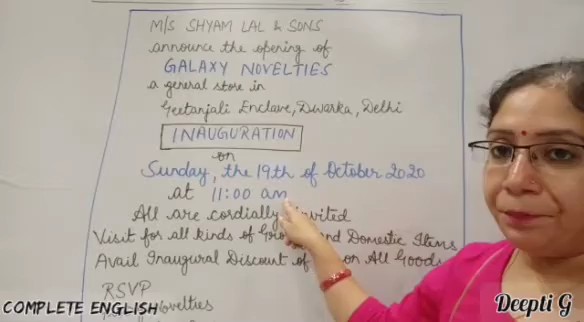 M/S SHYAM LAL & SONS
announce the opening of
GALAXY NOVELTIES
a general store in
Geetanjali Enclave, Dwarka, Delhi
INAUGURATION
on
Sunday, the 19th of October 2020
at 11:00 am
All are cordially invited
Visit for all kinds of and Domestic Items
Avail Inaugural Discount of on All Goods
RSVP
Novelties
COMPLETE ENGLISH
Deepti G